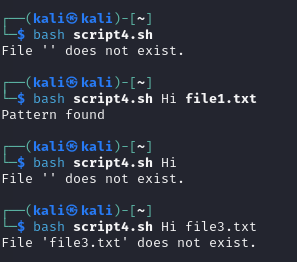 ┌──(kali㉿kali)-[~]
└─$ bash script4.sh
File '' does not exist.
┌──(kali㉿kali)-[~]
└─$ bash script4.sh Hi file1.txt
Pattern found
┌──(kali㉿kali)-[~]
└─$ bash script4.sh Hi
File '' does not exist.
┌──(kali㉿kali)-[~]
└─$ bash script4.sh Hi file3.txt
File 'file3.txt' does not exist.